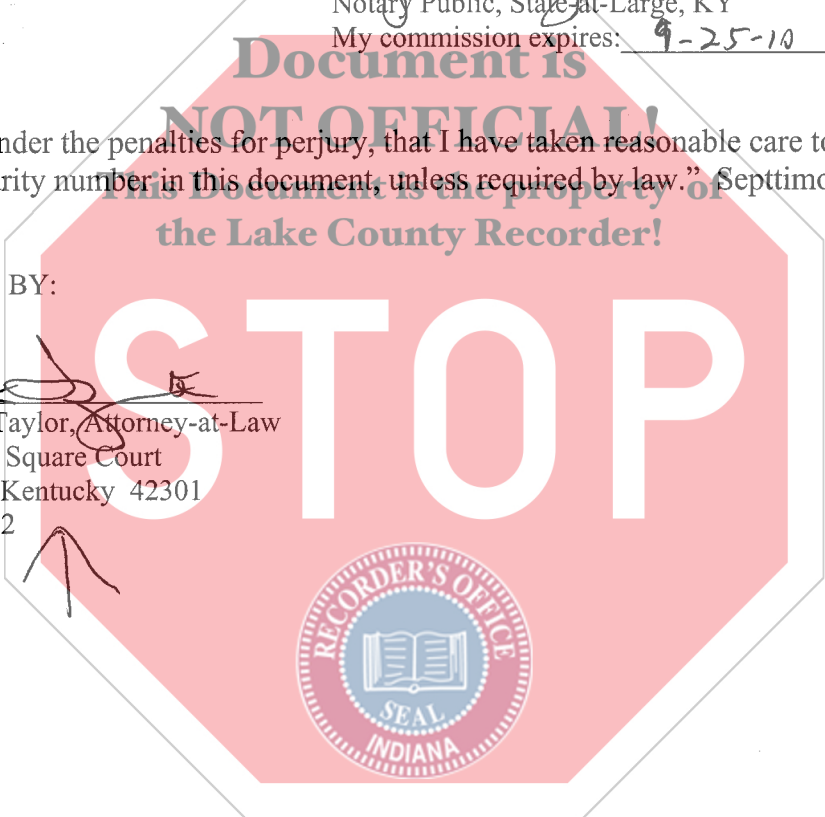 Notary Public, State-at-Large, KY
My commission expires: 9-25-10
Document is
NOT OFFICIAL!
nder the penalties for perjury, that I have taken reasonable care to
rity number in this document, unless required by law.” Septtimo
This Document is the property of
the Lake County Recorder!
BY:
STOP
Taylor, Attorney-at-Law
Square Court
Kentucky 42301
2
RECORDER'S OFFICE
SEAL
INDIANA